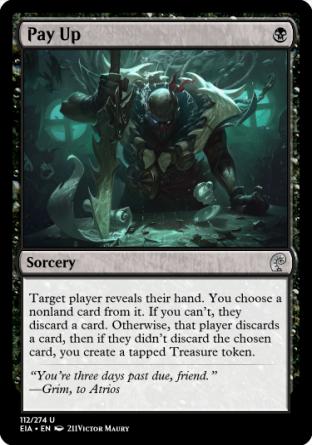 Pay Up
Sorcery
Target player reveals their hand. You choose a
nonland card from it. If you can't, they
discard a card. Otherwise, that player discards
a card, then if they didn't discard the chosen
card, you create a tapped Treasure token.
"You're three days past due, friend."
—Grim, to Atrios
112/274 U
EIA • EN 211Victor Maury